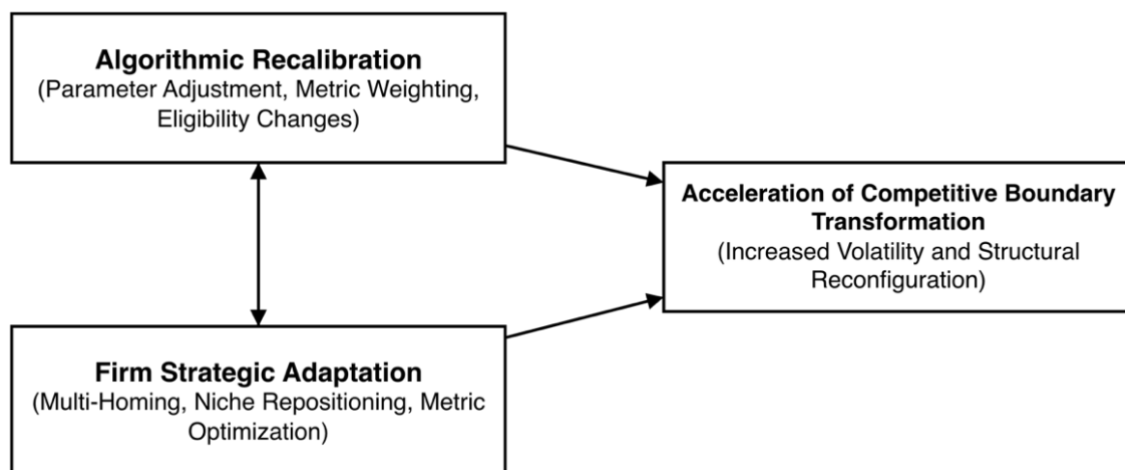 Algorithmic Recalibration
(Parameter Adjustment, Metric Weighting,
Eligibility Changes)
Acceleration of Competitive Boundary
Transformation
(Increased Volatility and Structural
Reconfiguration)
Firm Strategic Adaptation
(Multi-Homing, Niche Repositioning, Metric
Optimization)